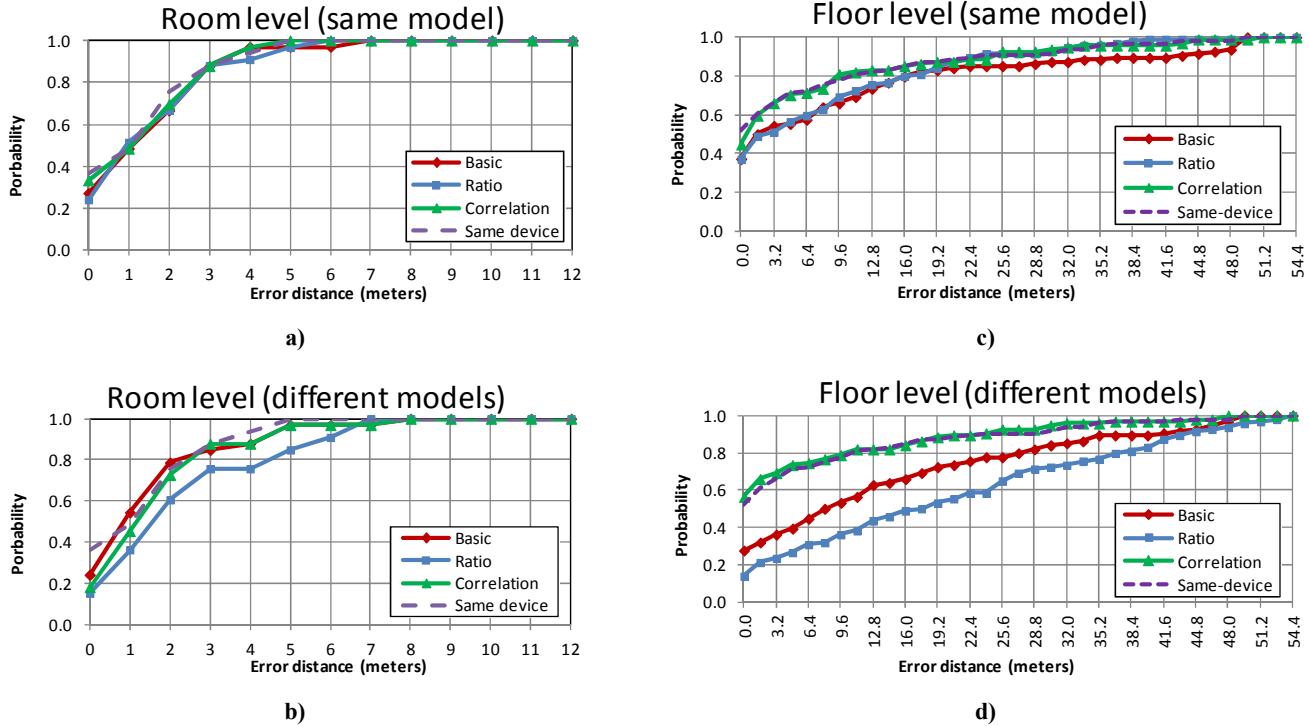 Room level (same model)
Porbability
1.0
0.8
0.6
0.4
0.2
0.0
Basic
Ratio
Correlation
Same device
0 1 2 3 4 5 6 7 8 9 10 11 12
Error distance (meters)
a)
Floor level (same model)
Probability
1.0
0.8
0.6
0.4
0.2
0.0
Basic
Ratio
Correlation
Same-device
0.0 3.2 6.4 9.6 12.8 16.0 19.2 22.4 25.6 28.8 32.0 35.2 38.4 41.6 44.8 48.0 51.2 54.4
Error distance (meters)
c)
Room level (different models)
Porbability
1.0
0.8
0.6
0.4
0.2
0.0
Basic
Ratio
Correlation
Same device
0 1 2 3 4 5 6 7 8 9 10 11 12
Error distance (meters)
b)
Floor level (different models)
Probability
1.0
0.8
0.6
0.4
0.2
0.0
Basic
Ratio
Correlation
Same-device
0.0 3.2 6.4 9.6 12.8 16.0 19.2 22.4 25.6 28.8 32.0 35.2 38.4 41.6 44.8 48.0 51.2 54.4
Error distance (meters)
d)